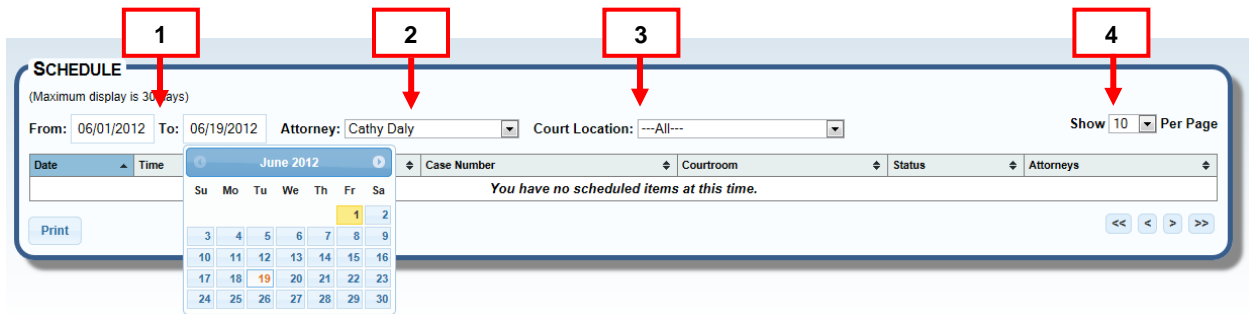 1 2 3 4
SCHEDULE
(Maximum display is 30 days)
From: 06/01/2012 To: 06/19/2012 Attorney: Cathy Daly Court Location: ---All--- Show 10 Per Page
Date Time Case Number Courtroom Status Attorneys
You have no scheduled items at this time.
June 2012
Su Mo Tu We Th Fr Sa
1 2
3 4 5 6 7 8 9
10 11 12 13 14 15 16
17 18 19 20 21 22 23
24 25 26 27 28 29 30
Print << < > >>